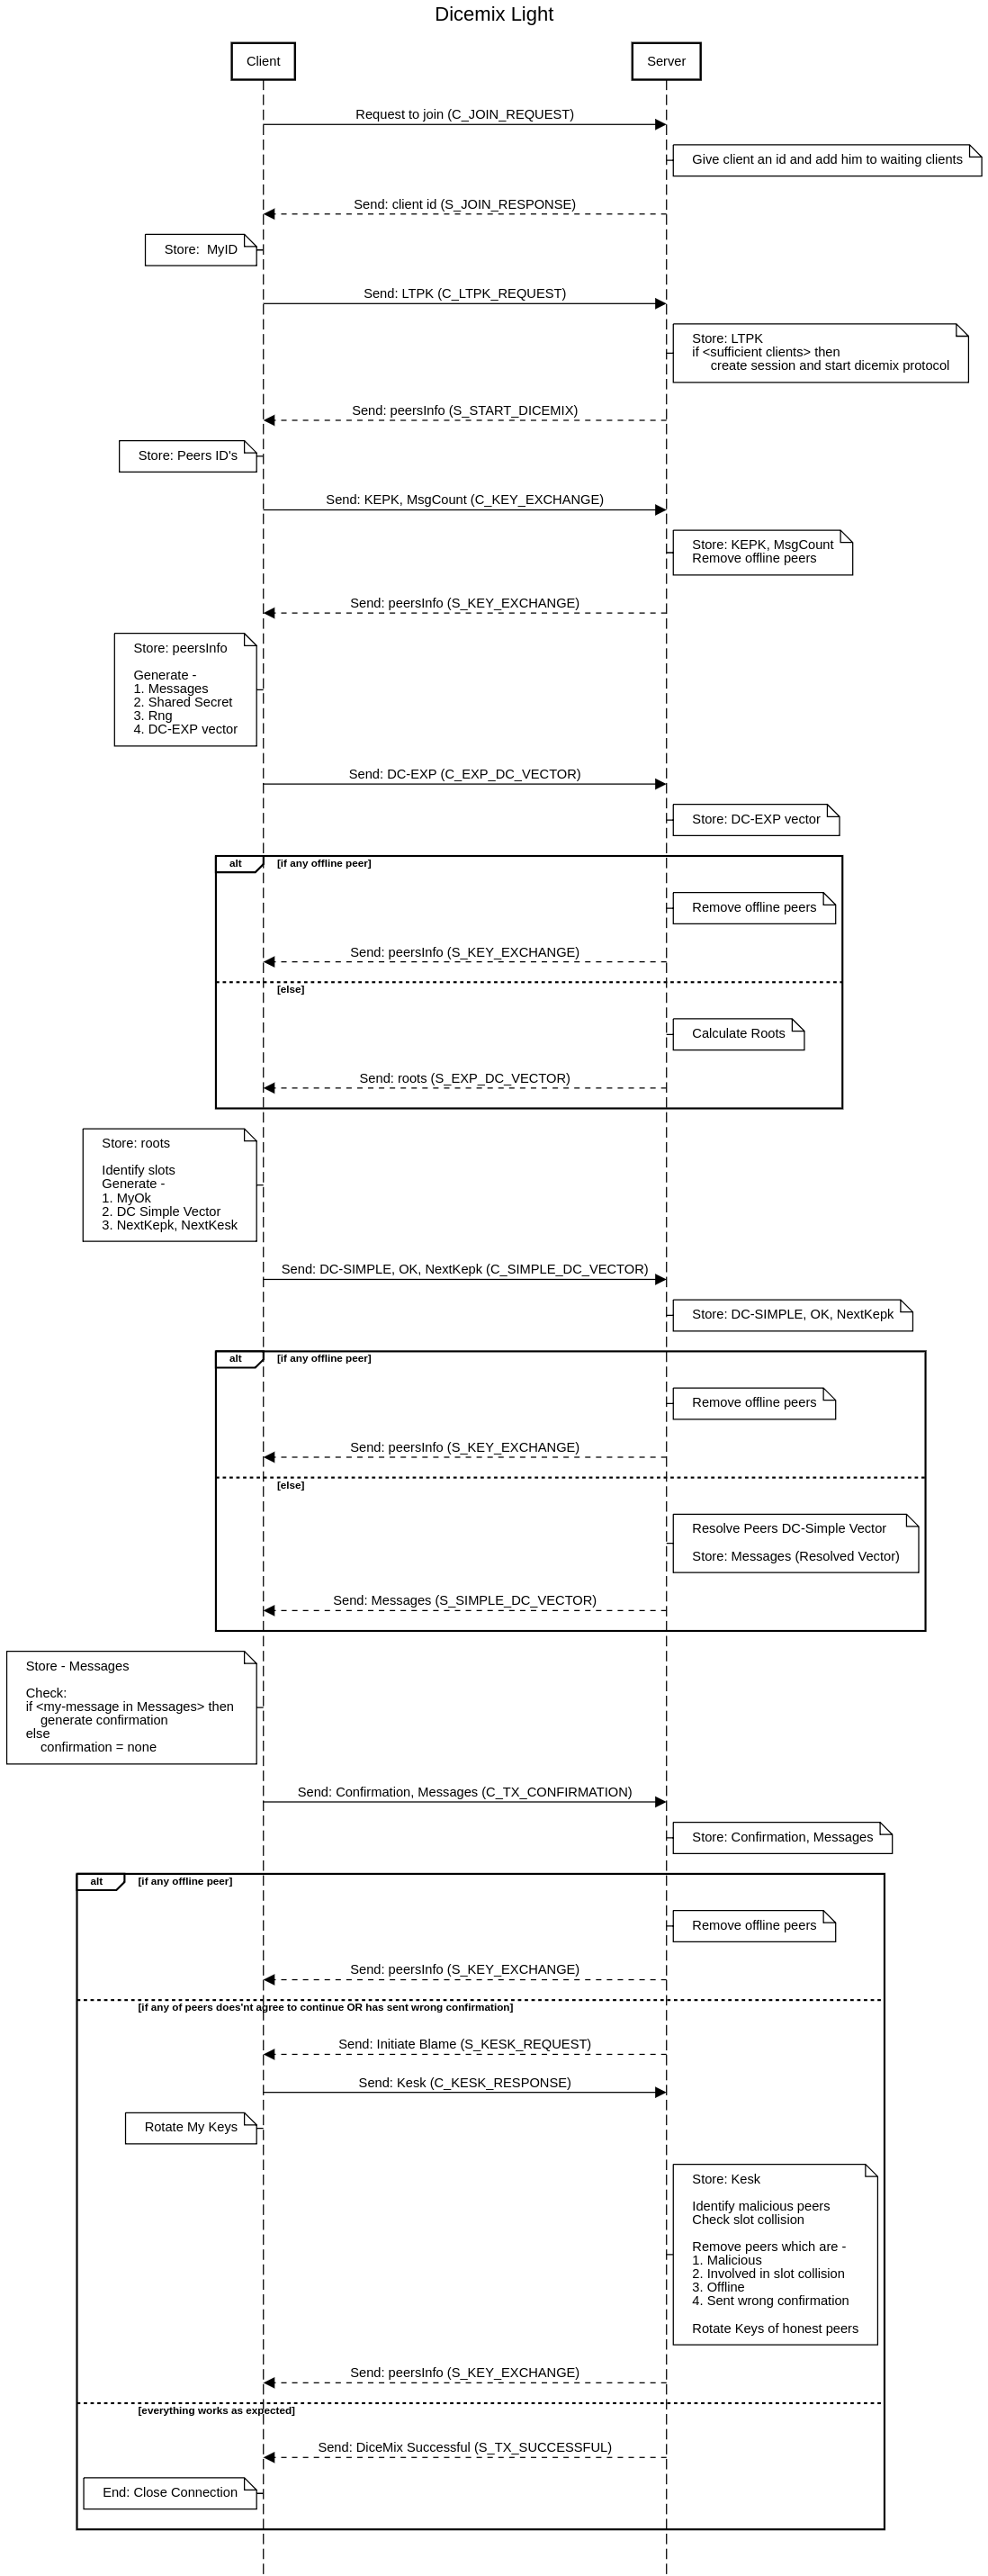 Dicemix Light
Client
Server
Request to join (C_JOIN_REQUEST)
Give client an id and add him to waiting clients
Send: client id (S_JOIN_RESPONSE)
Store:  MyID
Send: LTPK (C_LTPK_REQUEST)
Store: LTPK
if <sufficient clients> then
create session and start dicemix protocol
Send: peersInfo (S_START_DICEMIX)
Store: Peers ID's
Send: KEPK, MsgCount (C_KEY_EXCHANGE)
Store: KEPK, MsgCount
Remove offline peers
Send: peersInfo (S_KEY_EXCHANGE)
Store: peersInfo
Generate -
1. Messages
2. Shared Secret
3. Rng
4. DC-EXP vector
Send: DC-EXP (C_EXP_DC_VECTOR)
Store: DC-EXP vector
alt
[if any offline peer]
Remove offline peers
Send: peersInfo (S_KEY_EXCHANGE)
[else]
Calculate Roots
Send: roots (S_EXP_DC_VECTOR)
Store: roots
Identify slots
Generate -
1. MyOk
2. DC Simple Vector
3. NextKepk, NextKesk
Send: DC-SIMPLE, OK, NextKepk (C_SIMPLE_DC_VECTOR)
Store: DC-SIMPLE, OK, NextKepk
alt
[if any offline peer]
Remove offline peers
Send: peersInfo (S_KEY_EXCHANGE)
[else]
Resolve Peers DC-Simple Vector
Store: Messages (Resolved Vector)
Send: Messages (S_SIMPLE_DC_VECTOR)
Store - Messages
Check:
if <my-message in Messages> then
generate confirmation
else
confirmation = none
Send: Confirmation, Messages (C_TX_CONFIRMATION)
Store: Confirmation, Messages
alt
[if any offline peer]
Remove offline peers
Send: peersInfo (S_KEY_EXCHANGE)
[if any of peers does'nt agree to continue OR has sent wrong confirmation]
Send: Initiate Blame (S_KESK_REQUEST)
Send: Kesk (C_KESK_RESPONSE)
Rotate My Keys
Store: Kesk
Identify malicious peers
Check slot collision
Remove peers which are -
1. Malicious
2. Involved in slot collision
3. Offline
4. Sent wrong confirmation
Rotate Keys of honest peers
Send: peersInfo (S_KEY_EXCHANGE)
[everything works as expected]
Send: DiceMix Successful (S_TX_SUCCESSFUL)
End: Close Connection